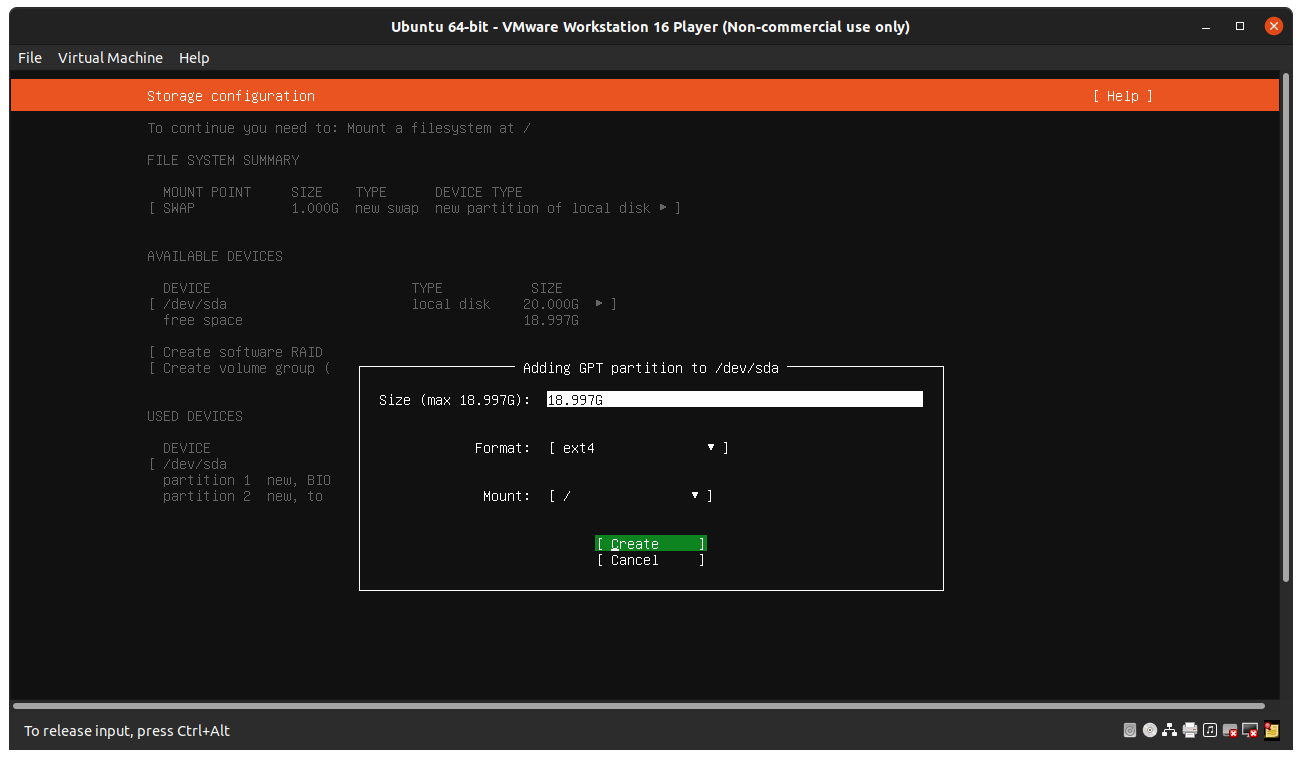 Ubuntu 64-bit - VMware Workstation 16 Player (Non-commercial use only)
File Virtual Machine Help
Storage configuration [ Help ]
To continue you need to: Mount a filesystem at /
FILE SYSTEM SUMMARY
MOUNT POINT SIZE TYPE DEVICE TYPE
[ SWAP 1.000G new swap new partition of local disk ▸ ]
AVAILABLE DEVICES
DEVICE TYPE SIZE
[ /dev/sda local disk 20.000G ▸ ]
free space 18.997G
[ Create software RAID
[ Create volume group (
USED DEVICES
DEVICE
[ /dev/sda
partition 1 new, BIO
partition 2 new, to
Adding GPT partition to /dev/sda
Size (max 18.997G): 18.997G
Format: [ ext4 ▾ ]
Mount: [ / ▾ ]
[ Create ]
[ Cancel ]
To release input, press Ctrl+Alt